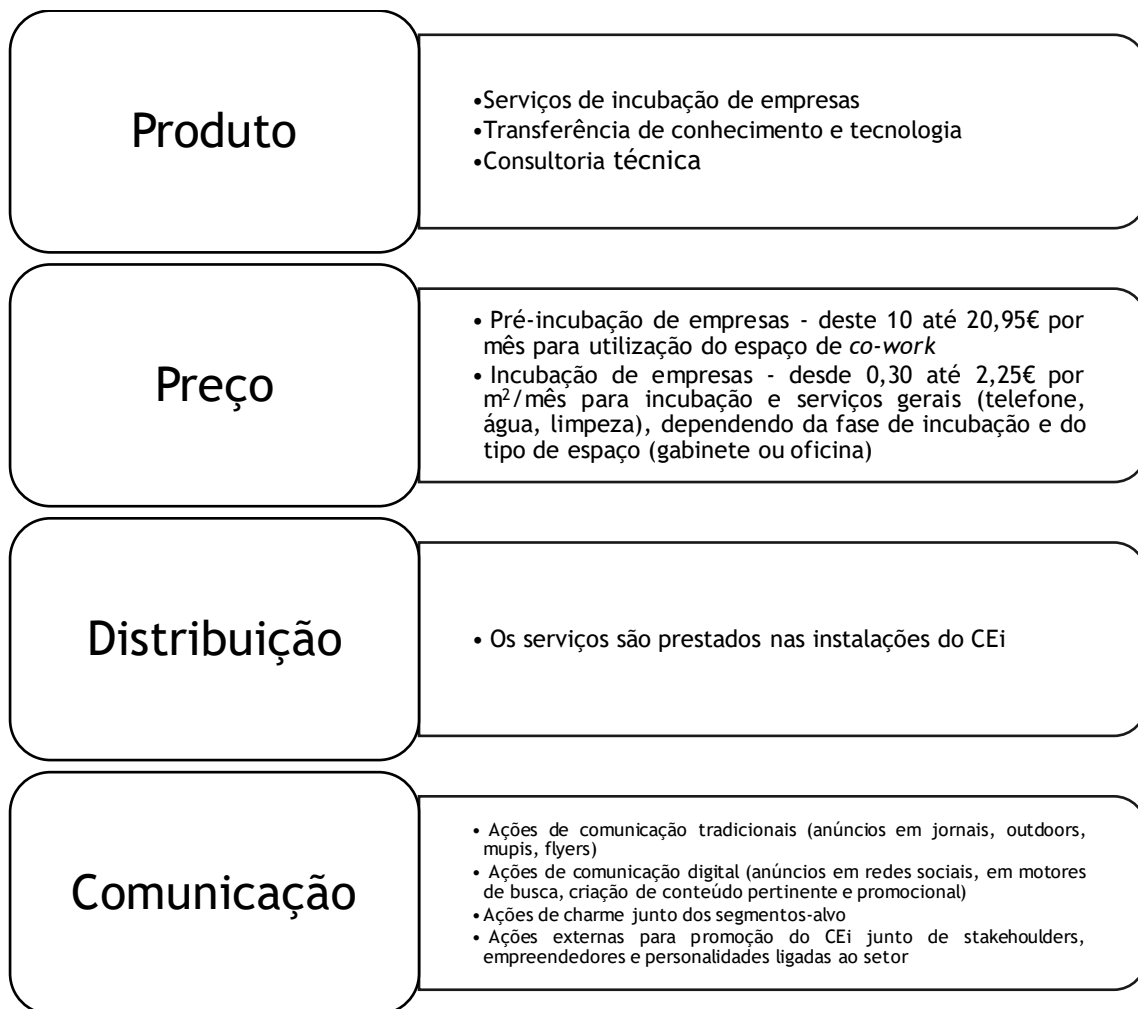 Produto
•Serviços de incubação de empresas
•Transferência de conhecimento e tecnologia
•Consultoria técnica
Preço
• Pré-incubação de empresas - deste 10 até 20,95€ por
mês para utilização do espaço de co-work
• Incubação de empresas - desde 0,30 até 2,25€ por
m²/mês para incubação e serviços gerais (telefone,
água, limpeza), dependendo da fase de incubação e do
tipo de espaço (gabinete ou oficina)
Distribuição
• Os serviços são prestados nas instalações do CEi
Comunicação
• Ações de comunicação tradicionais (anúncios em jornais, outdoors,
mupis, flyers)
• Ações de comunicação digital (anúncios em redes sociais, em motores
de busca, criação de conteúdo pertinente e promocional)
•Ações de charme junto dos segmentos-alvo
• Ações externas para promoção do CEi junto de stakehoulders,
empreendedores e personalidades ligadas ao setor